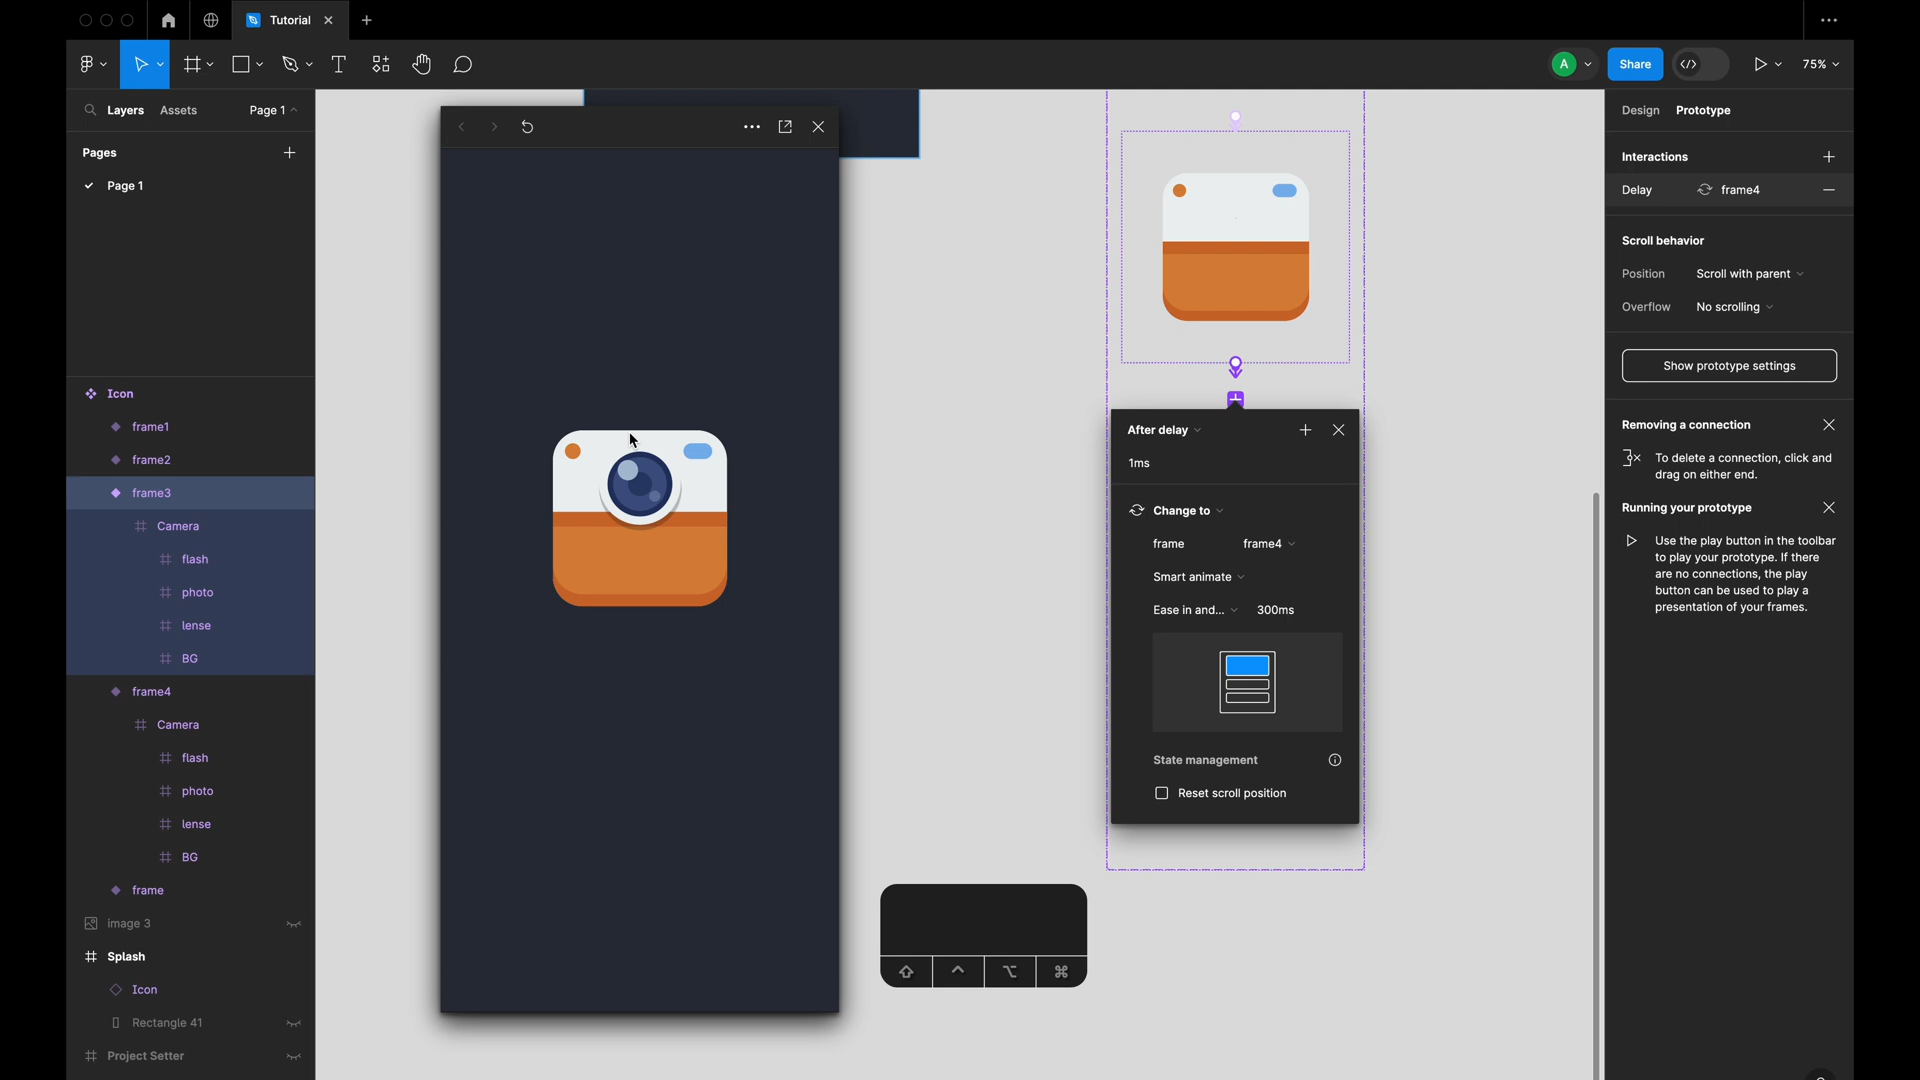 Tutorial
A
Share
75%
Layers
Assets
Page 1
Pages
Page 1
Icon
frame1
frame2
frame3
Camera
flash
photo
lense
BG
frame4
Camera
flash
photo
lense
BG
frame
image 3
Splash
Icon
Rectangle 41
Project Setter
After delay
1ms
Change to
frame
frame4
Smart animate
Ease in and...
300ms
State management
Reset scroll position
Design
Prototype
Interactions
Delay
frame4
Scroll behavior
Position
Scroll with parent
Overflow
No scrolling
Show prototype settings
Removing a connection
To delete a connection, click and
drag on either end.
Running your prototype
Use the play button in the toolbar
to play your prototype. If there
are no connections, the play
button can be used to play a
presentation of your frames.